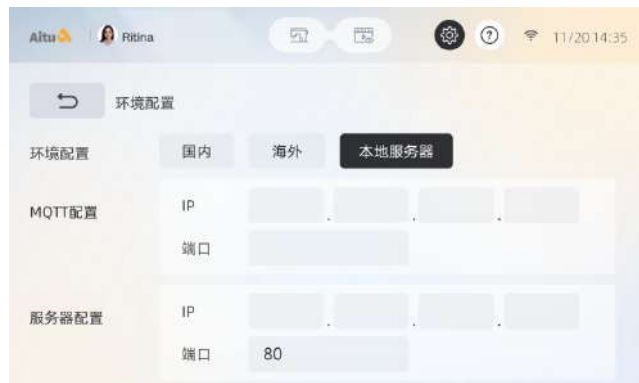 Aitu Ritina 11/20 14:35
环境配置
环境配置 国内 海外 本地服务器
MQTT配置 IP . . .
端口
服务器配置 IP . . .
端口 80